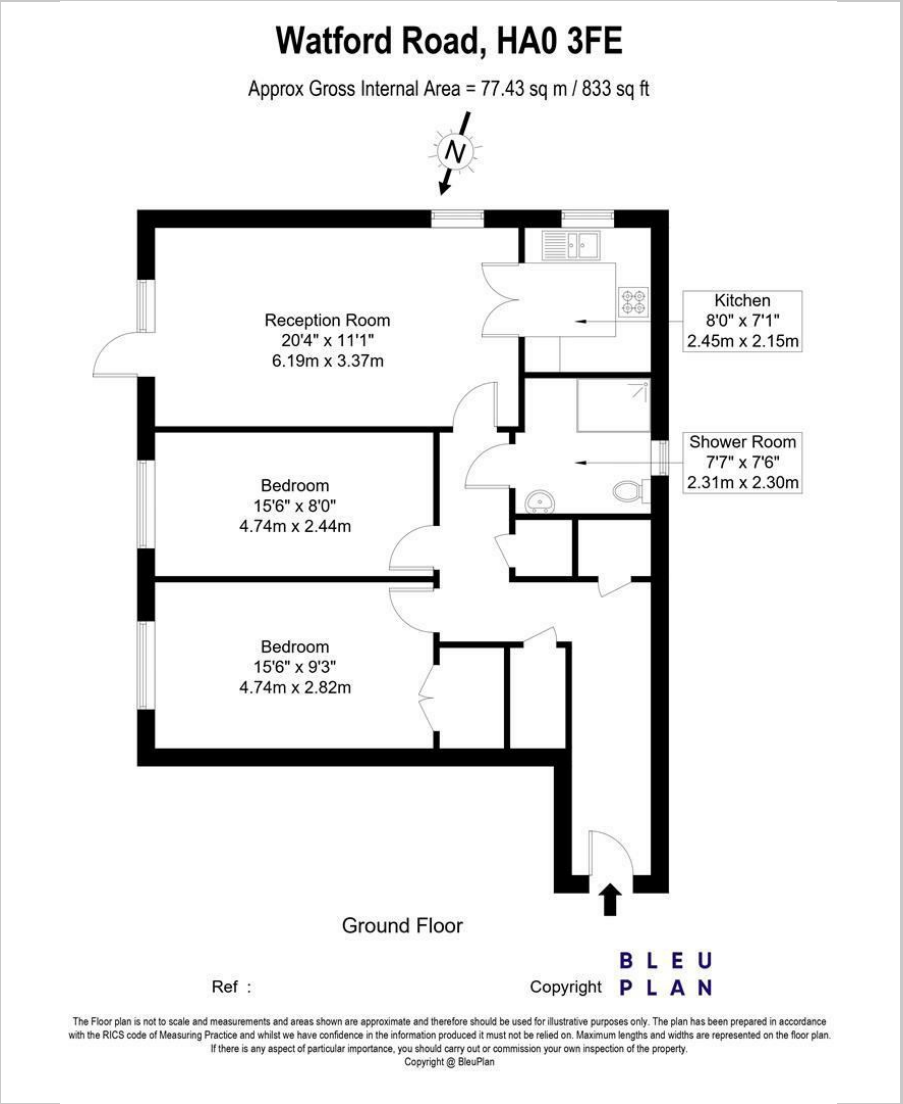 Watford Road, HA0 3FE
Approx Gross Internal Area = 77.43 sq m / 833 sq ft
N
Reception Room
20'4" x 11'1"
6.19m x 3.37m
Kitchen
8'0" x 7'1"
2.45m x 2.15m
Shower Room
7'7" x 7'6"
2.31m x 2.30m
Bedroom
15'6" x 8'0"
4.74m x 2.44m
Bedroom
15'6" x 9'3"
4.74m x 2.82m
Ground Floor
Ref :
Copyright
BLEU
PLAN
The Floor plan is not to scale and measurements and areas shown are approximate and therefore should be used for illustrative purposes only. The plan has been prepared in accordance
with the RICS code of Measuring Practice and whilst we have confidence in the information produced it must not be relied on. Maximum lengths and widths are represented on the floor plan.
If there is any aspect of particular importance, you should carry out or commission your own inspection of the property.
Copyright @ BleuPlan